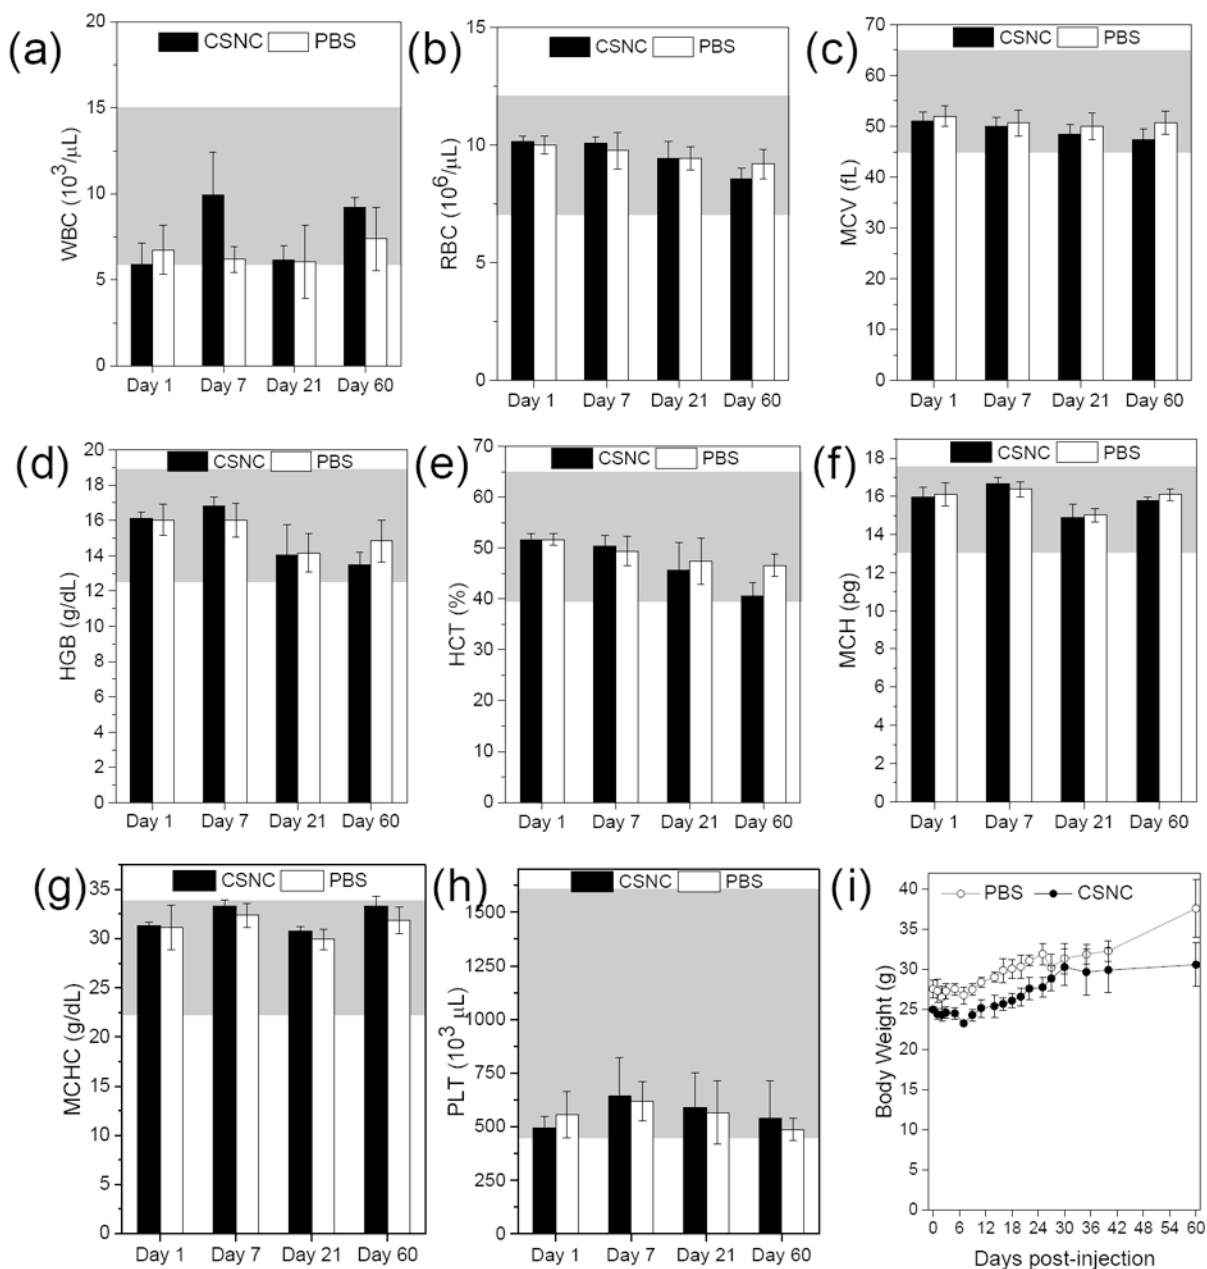 (a)
CSNC PBS
WBC (10³/µL)
20
15
10
5
0
Day 1 Day 7 Day 21 Day 60
(b)
CSNC PBS
RBC (10⁶/µL)
15
10
5
0
Day 1 Day 7 Day 21 Day 60
(c)
CSNC PBS
MCV (fL)
70
60
50
40
30
20
10
0
Day 1 Day 7 Day 21 Day 60
(d)
CSNC PBS
HGB (g/dL)
20
18
16
14
12
10
8
6
4
2
0
Day 1 Day 7 Day 21 Day 60
(e)
CSNC PBS
HCT (%)
70
60
50
40
30
20
10
0
Day 1 Day 7 Day 21 Day 60
(f)
CSNC PBS
MCH (pg)
18
16
14
12
10
8
6
4
2
0
Day 1 Day 7 Day 21 Day 60
(g)
CSNC PBS
MCHC (g/dL)
35
30
25
20
15
10
5
0
Day 1 Day 7 Day 21 Day 60
(h)
CSNC PBS
PLT (10³ µL)
1500
1250
1000
750
500
250
0
Day 1 Day 7 Day 21 Day 60
(i)
PBS CSNC
Body Weight (g)
40
35
30
25
20
15
10
5
0
0 6 12 18 24 30 36 42 48 54 60
Days post-injection